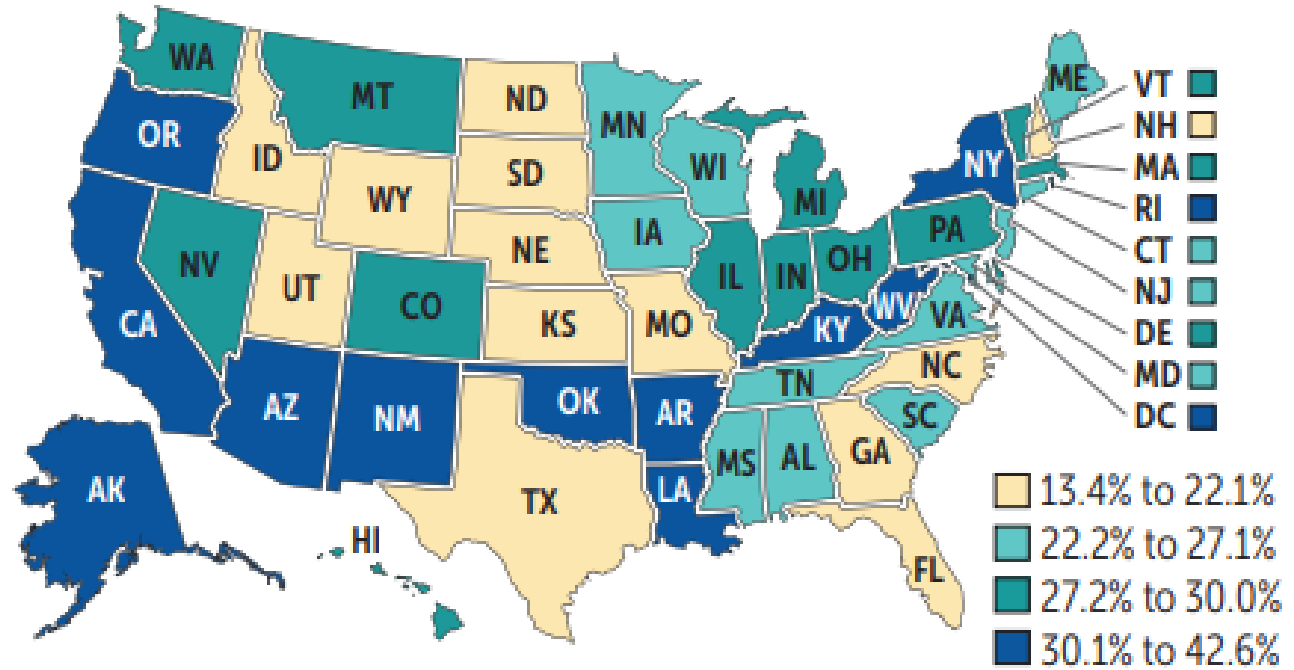 WA
MT
ND
MN
ME
VT
OR
ID
SD
WI
NY
NH
WY
MI
MA
NV
UT
NE
IA
PA
RI
CO
IL
IN
OH
CT
CA
KS
MO
KY
WV
VA
NJ
AZ
NM
OK
AR
TN
NC
DE
SC
MD
AK
MS
AL
GA
DC
TX
LA
HI
FL
13.4% to 22.1%
22.2% to 27.1%
27.2% to 30.0%
30.1% to 42.6%